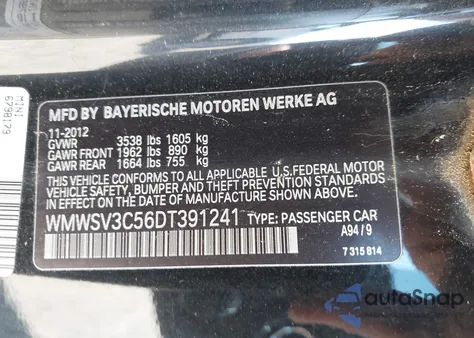 MINI
6798179
MFD BY BAYERISCHE MOTOREN WERKE AG
11-2012
GVWR 3538 lbs 1605 kg
GAWR FRONT 1962 lbs 890 kg
GAWR REAR 1664 lbs 755 kg
THIS VEHICLE CONFORMS TO ALL APPLICABLE U.S.FEDERAL MOTOR
VEHICLE SAFETY, BUMPER AND THEFT PREVENTION STANDARDS
IN EFFECT ON THE DATE OF MANUFACTURE SHOWN ABOVE.
WMWSV3C56DT391241 TYPE: PASSENGER CAR
A94/9
7 315 814
autoSnap